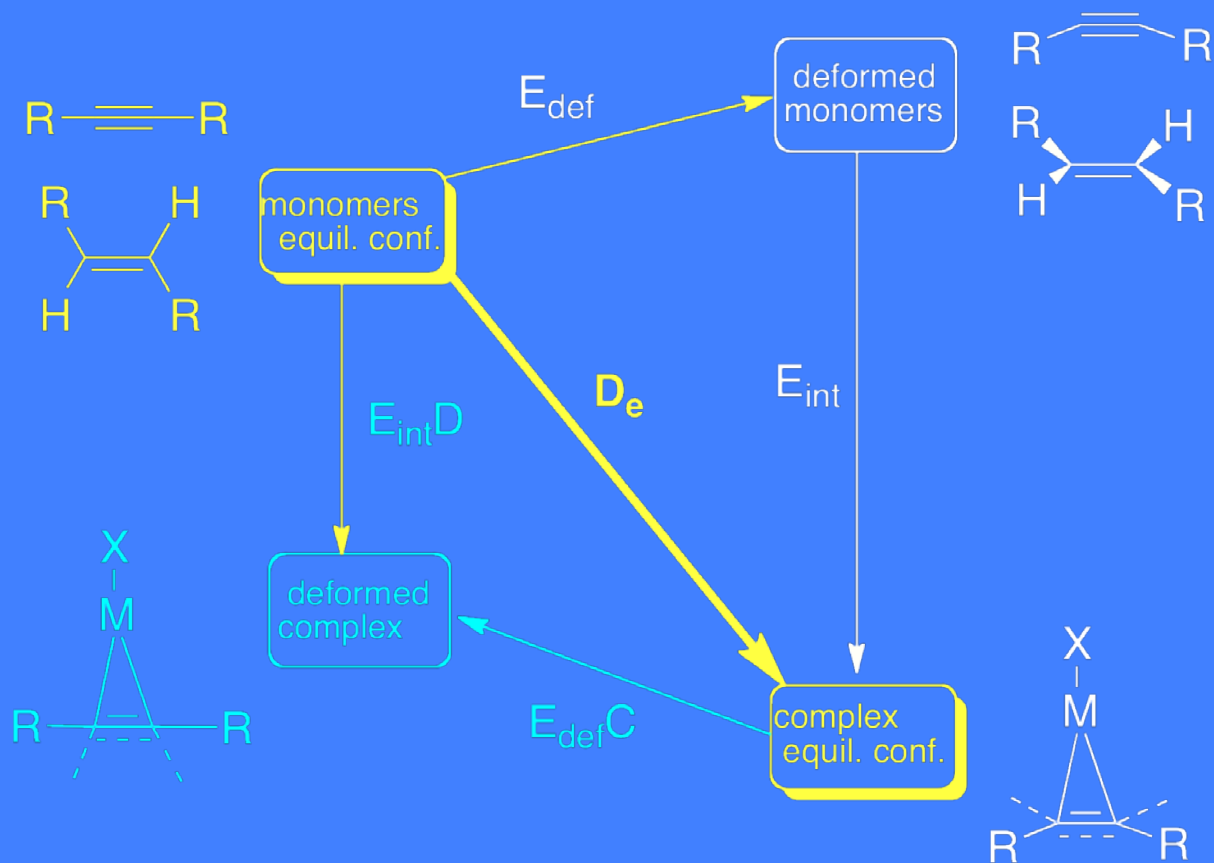 R R
deformed
monomers
E_def
R R
R H
H R
R H
H R
monomers
equil. conf.
D_e
E_int
E_intD
X
M
R R
deformed
complex
E_defC
complex
equil. conf.
X
M
R R